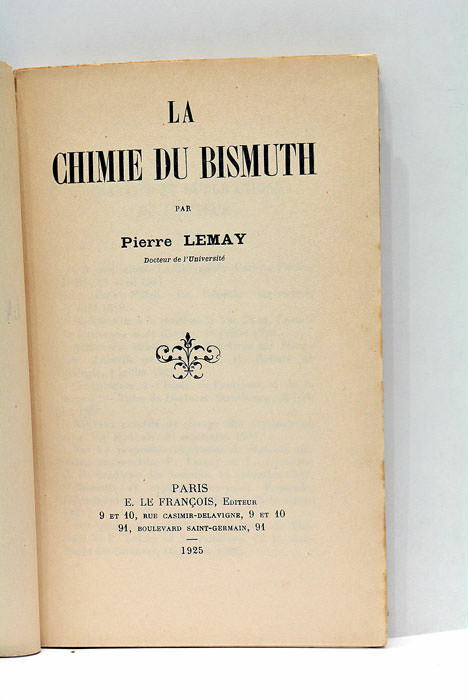 LA
CHIMIE DU BISMUTH
PAR
Pierre LEMAY
Docteur de l'Université
PARIS
E. LE FRANÇOIS, Editeur
9 ET 10, RUE CASIMIR-DELAVIGNE, 9 ET 10
91, BOULEVARD SAINT-GERMAIN, 91
1925